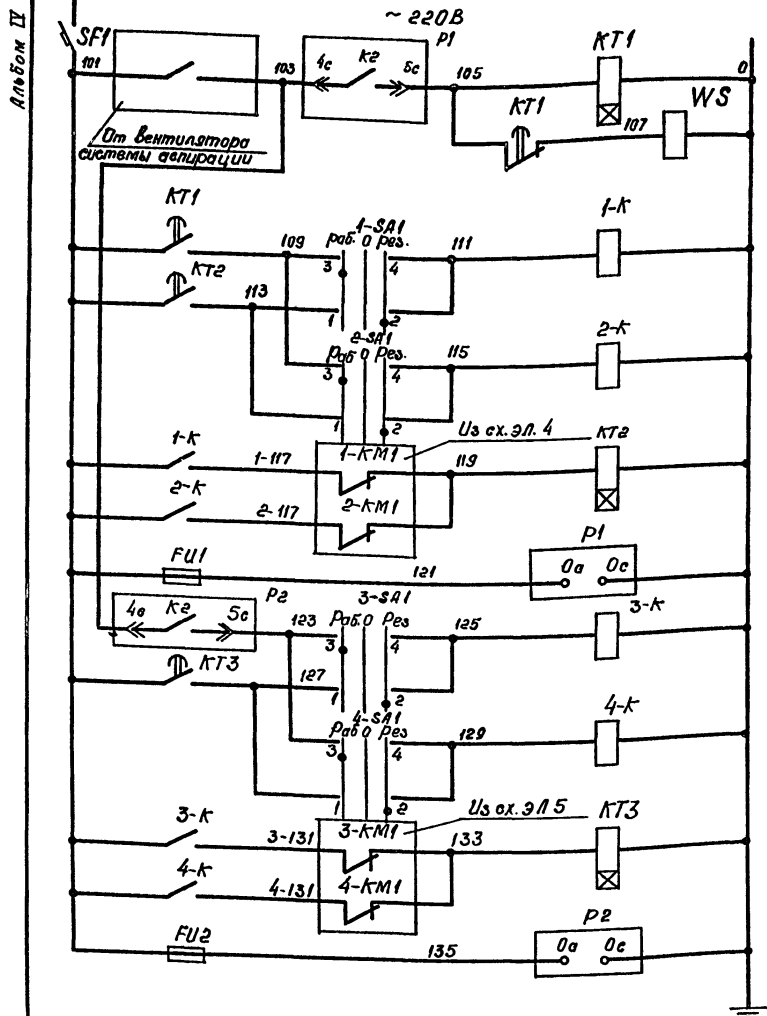 Альбом IV
~ 220В
SF1
101
103
4с
К2
5с
Р1
105
КТ1
0
КТ1
107
WS
От вентилятора
системы аспирации
КТ1
109
1-SA1
Раб. 0 Рез.
3
4
111
1-К
КТ2
113
1
2
2-SA1
Раб 0 Рез.
3
4
115
2-К
1
2
Из сх. эл. 4
КТ2
1-К
1-117
1-КМ1
119
2-К
2-117
2-КМ1
FU1
121
Р1
0а
0с
Р2
4в
К2
5с
123
3-SA1
Раб. 0 Рез
3
4
125
3-К
КТ3
127
1
2
4-SA1
Раб 0 Рез
3
4
129
4-К
1
2
Из сх. эл 5
КТ3
3-К
3-131
3-КМ1
133
4-К
4-131
4-КМ1
FU2
135
Р2
0а
0с